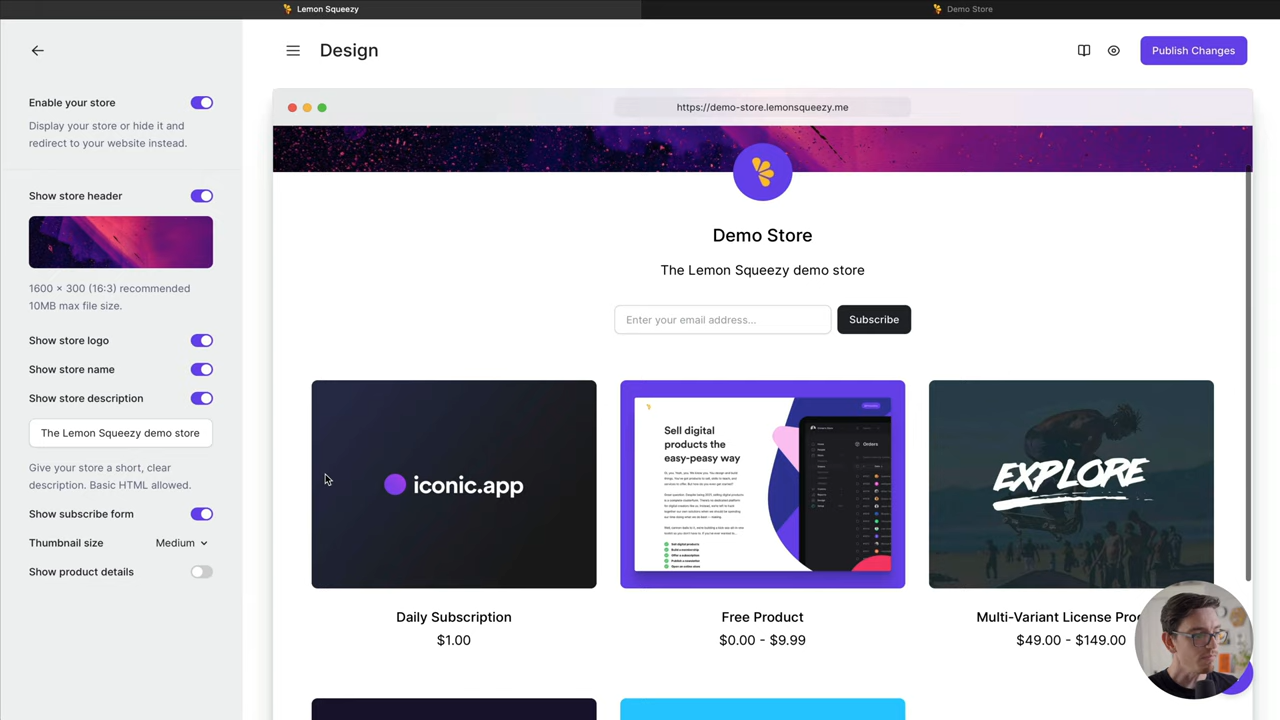 Lemon Squeezy
Demo Store
Design
Publish Changes
Enable your store
Display your store or hide it and
redirect to your website instead.
Show store header
1600 × 300 (16:3) recommended
10MB max file size.
Show store logo
Show store name
Show store description
The Lemon Squeezy demo store
Give your store a short, clear
description. Basic HTML allowed.
Show subscribe form
Thumbnail size
Medium
Show product details
https://demo-store.lemonsqueezy.me
Demo Store
The Lemon Squeezy demo store
Enter your email address...
Subscribe
iconic.app
Sell digital
products the
easy-peasy way
Orders
EXPLORE
Daily Subscription
$1.00
Free Product
$0.00 - $9.99
Multi-Variant License Pro
$49.00 - $149.00